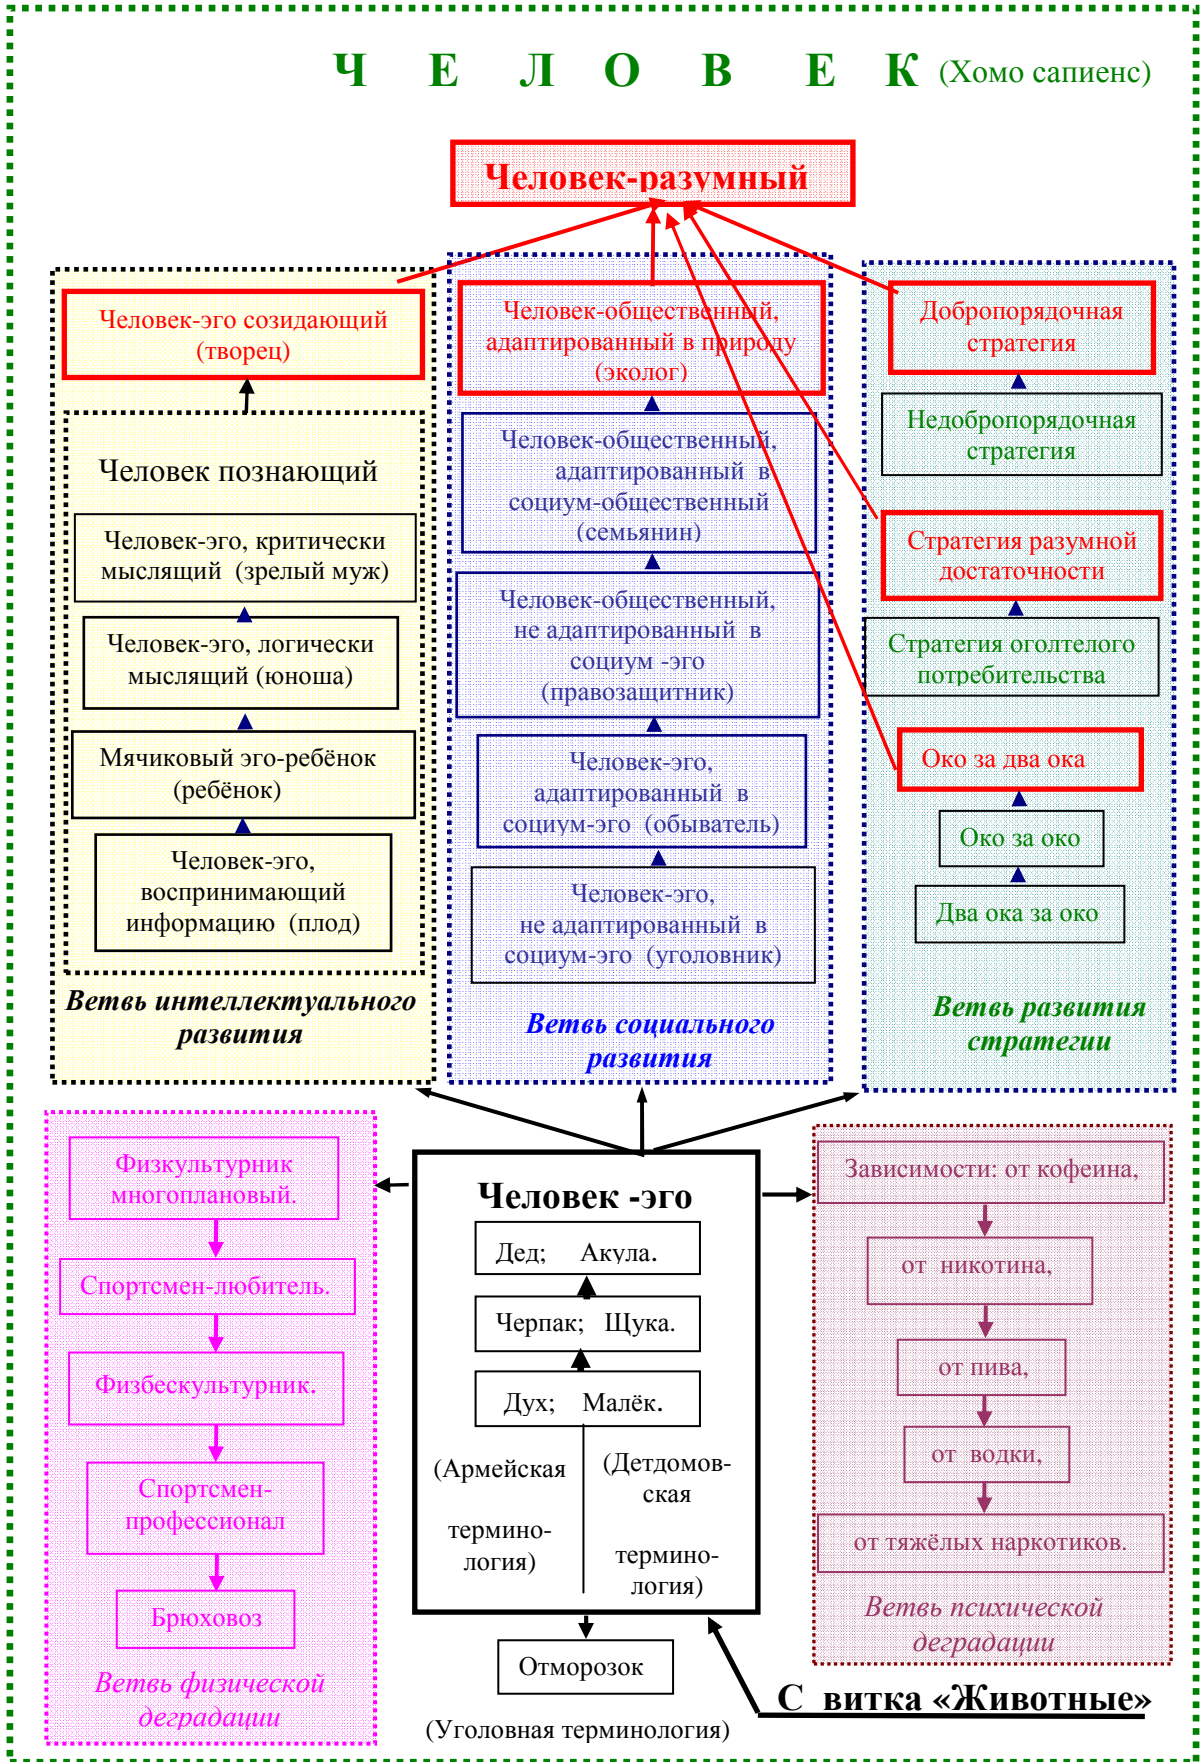 Ч Е Л О В Е К (Хомо сапиенс)
Человек-разумный
Человек-эго созидающий
(творец)
Человек познающий
Человек-эго, критически
мыслящий (зрелый муж)
Человек-эго, логически
мыслящий (юноша)
Мячиковый эго-ребёнок
(ребёнок)
Человек-эго,
воспринимающий
информацию (плод)
Ветвь интеллектуального
развития
Человек-общественный,
адаптированный в природу
(эколог)
Человек-общественный,
адаптированный в
социум-общественный
(семьянин)
Человек-общественный,
не адаптированный в
социум -эго
(правозащитник)
Человек-эго,
адаптированный в
социум-эго (обыватель)
Человек-эго,
не адаптированный в
социум-эго (уголовник)
Ветвь социального
развития
Добропорядочная
стратегия
Недобропорядочная
стратегия
Стратегия разумной
достаточности
Стратегия оголтелого
потребительства
Око за два ока
Око за око
Два ока за око
Ветвь развития
стратегии
Физкультурник
многоплановый.
Спортсмен-любитель.
Физбескультурник.
Спортсмен-
профессионал
Брюховоз
Ветвь физической
деградации
Человек -эго
Дед; Акула.
Черпак; Щука.
Дух; Малёк.
(Армейская
термино-
логия)
(Детдомов-
ская
термино-
логия)
Отморозок
(Уголовная терминология)
Зависимости: от кофеина,
от никотина,
от пива,
от водки,
от тяжёлых наркотиков.
Ветвь психической
деградации
С витка «Животные»